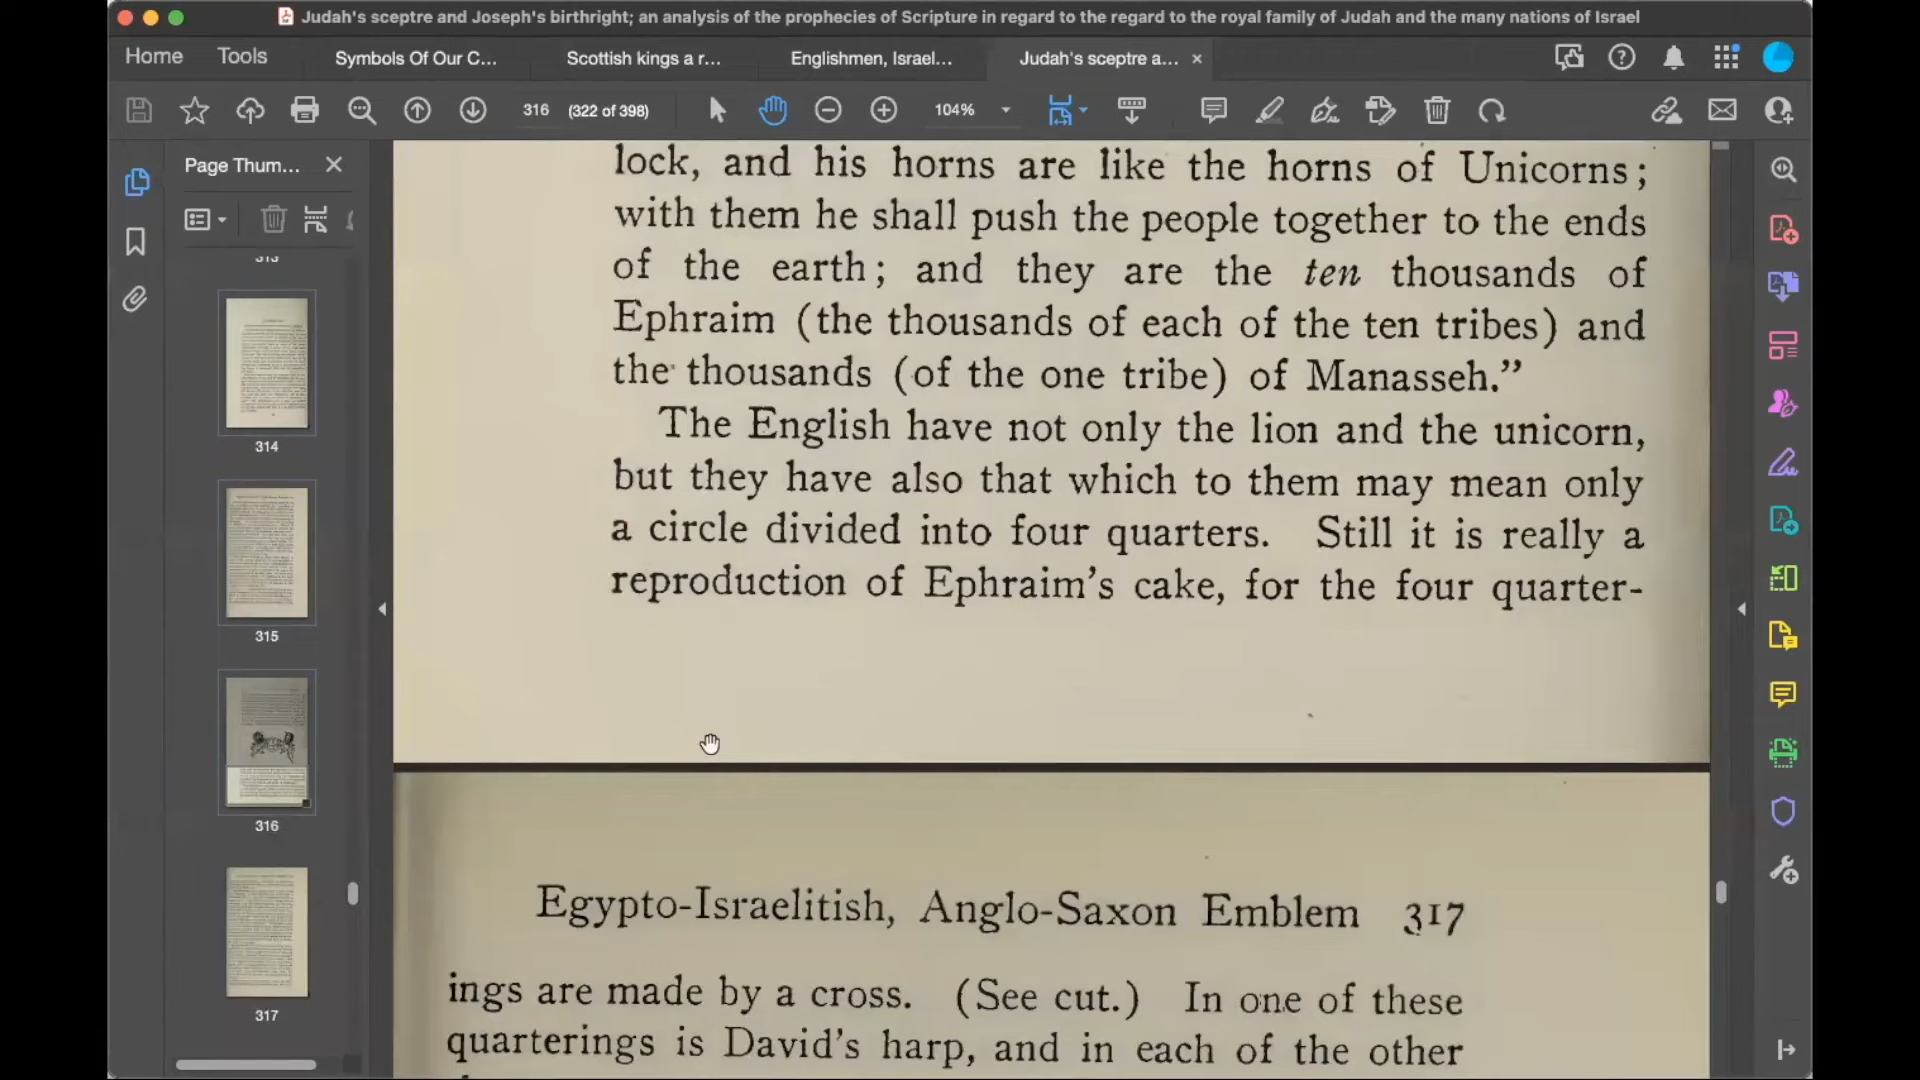 Judah's sceptre and Joseph's birthright; an analysis of the prophecies of Scripture in regard to the regard to the royal family of Judah and the many nations of Israel
Home Tools Symbols Of Our C... Scottish kings a r... Englishmen, Israel... Judah's sceptre a...
316 (322 of 398) 104%
Page Thum...
313
314
315
316
317
lock, and his horns are like the horns of Unicorns;
with them he shall push the people together to the ends
of the earth; and they are the ten thousands of
Ephraim (the thousands of each of the ten tribes) and
the thousands (of the one tribe) of Manasseh.”
The English have not only the lion and the unicorn,
but they have also that which to them may mean only
a circle divided into four quarters. Still it is really a
reproduction of Ephraim’s cake, for the four quarter-
Egypto-Israelitish, Anglo-Saxon Emblem 317
ings are made by a cross. (See cut.) In one of these
quarterings is David’s harp, and in each of the other